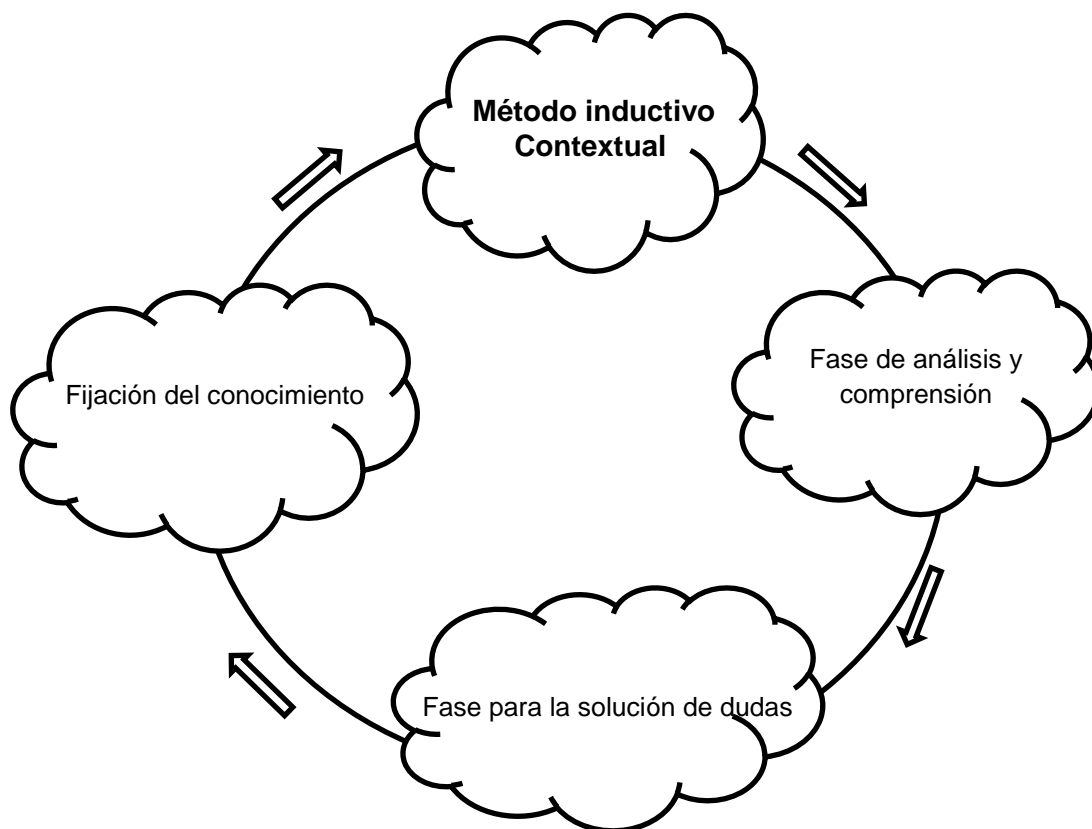 Método inductivo
Contextual
Fase de análisis y
comprensión
Fase para la solución de dudas
Fijación del conocimiento